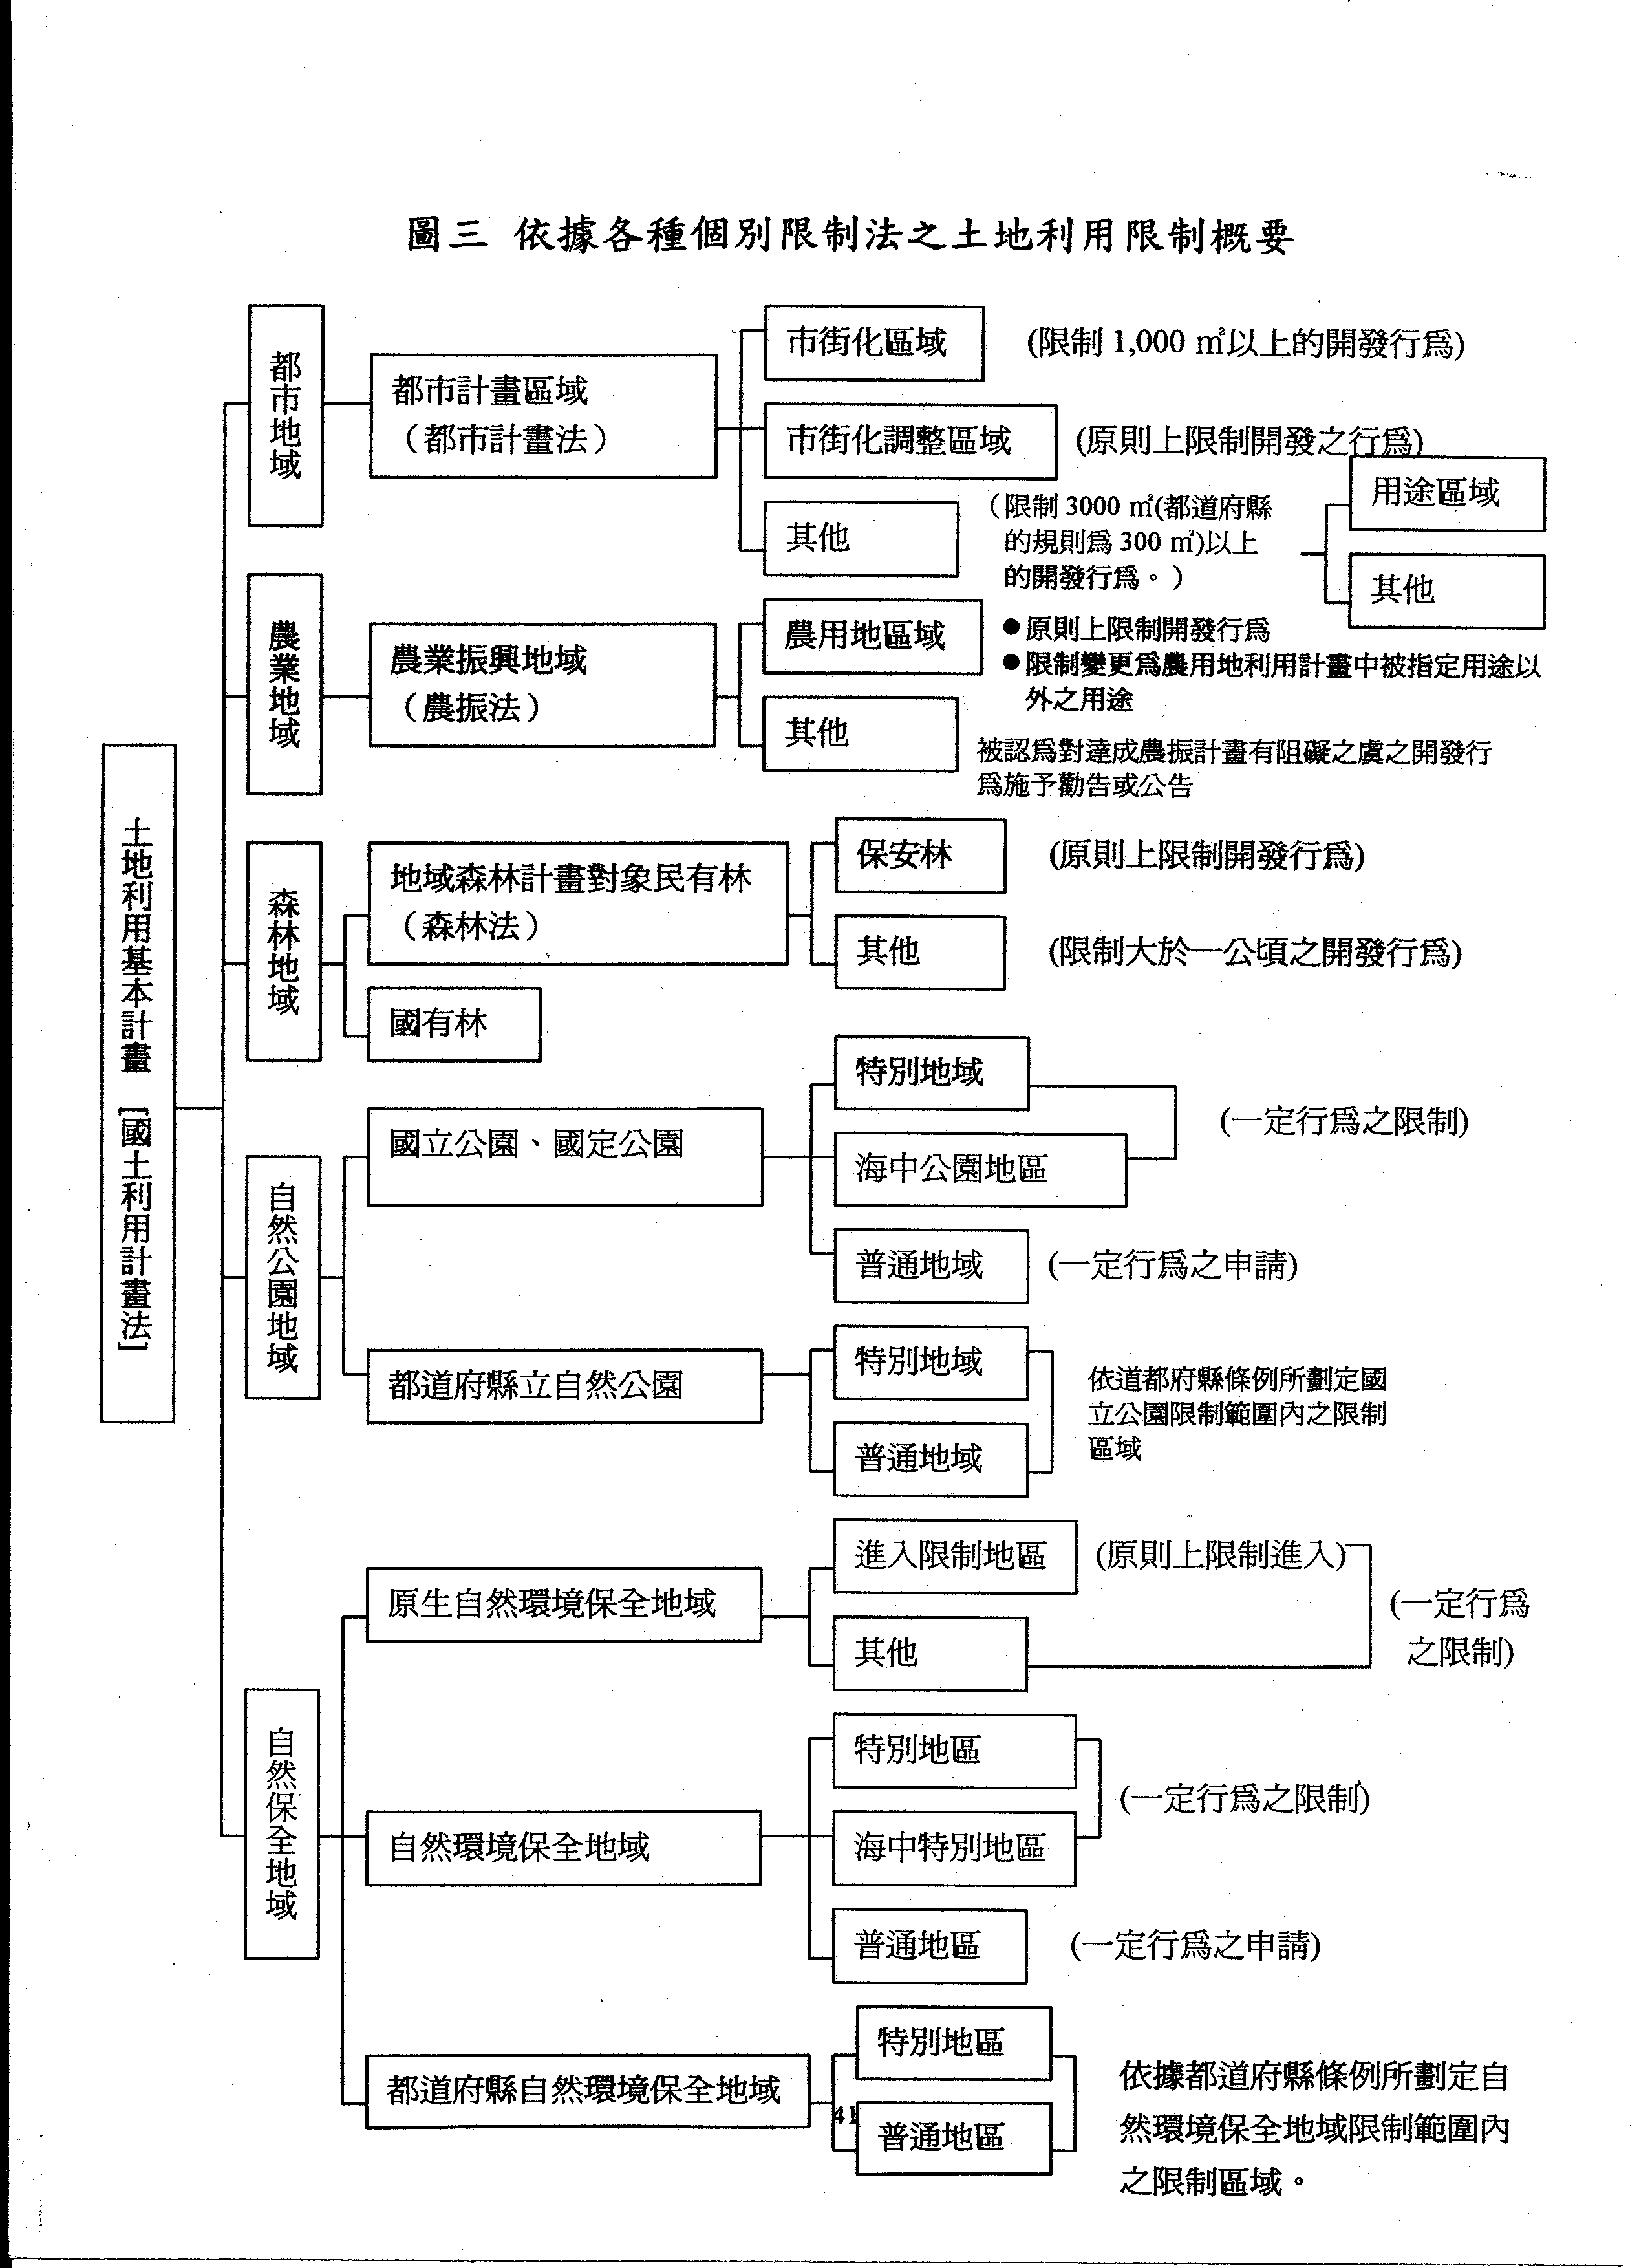 圖三 依據各種個別限制法之土地利用限制概要
土地利用基本計畫 [國土利用計畫法]
都市地域
都市計畫區域
(都市計畫法)
市街化區域
(限制 1,000 ㎡以上的開發行為)
市街化調整區域
(原則上限制開發之行為)
其他
(限制 3000 ㎡(都道府縣
的規則為 300 ㎡)以上
的開發行為。)
用途區域
其他
農業地域
農業振興地域
(農振法)
農用地區域
●原則上限制開發行為
●限制變更為農用地利用計畫中被指定用途以
外之用途
其他
被認為對達成農振計畫有阻礙之虞之開發行
為施予勸告或公告
森林地域
地域森林計畫對象民有林
(森林法)
保安林
(原則上限制開發行為)
其他
(限制大於一公頃之開發行為)
國有林
自然公園地域
國立公園、國定公園
特別地域
海中公園地區
(一定行為之限制)
普通地域
(一定行為之申請)
都道府縣立自然公園
特別地域
普通地域
依道都府縣條例所劃定國
立公園限制範圍內之限制
區域
自然保全地域
原生自然環境保全地域
進入限制地區
(原則上限制進入)
其他
(一定行為
之限制)
自然環境保全地域
特別地區
海中特別地區
(一定行為之限制)
普通地區
(一定行為之申請)
都道府縣自然環境保全地域
特別地區
普通地區
依據都道府縣條例所劃定自
然環境保全地域限制範圍內
之限制區域。
41